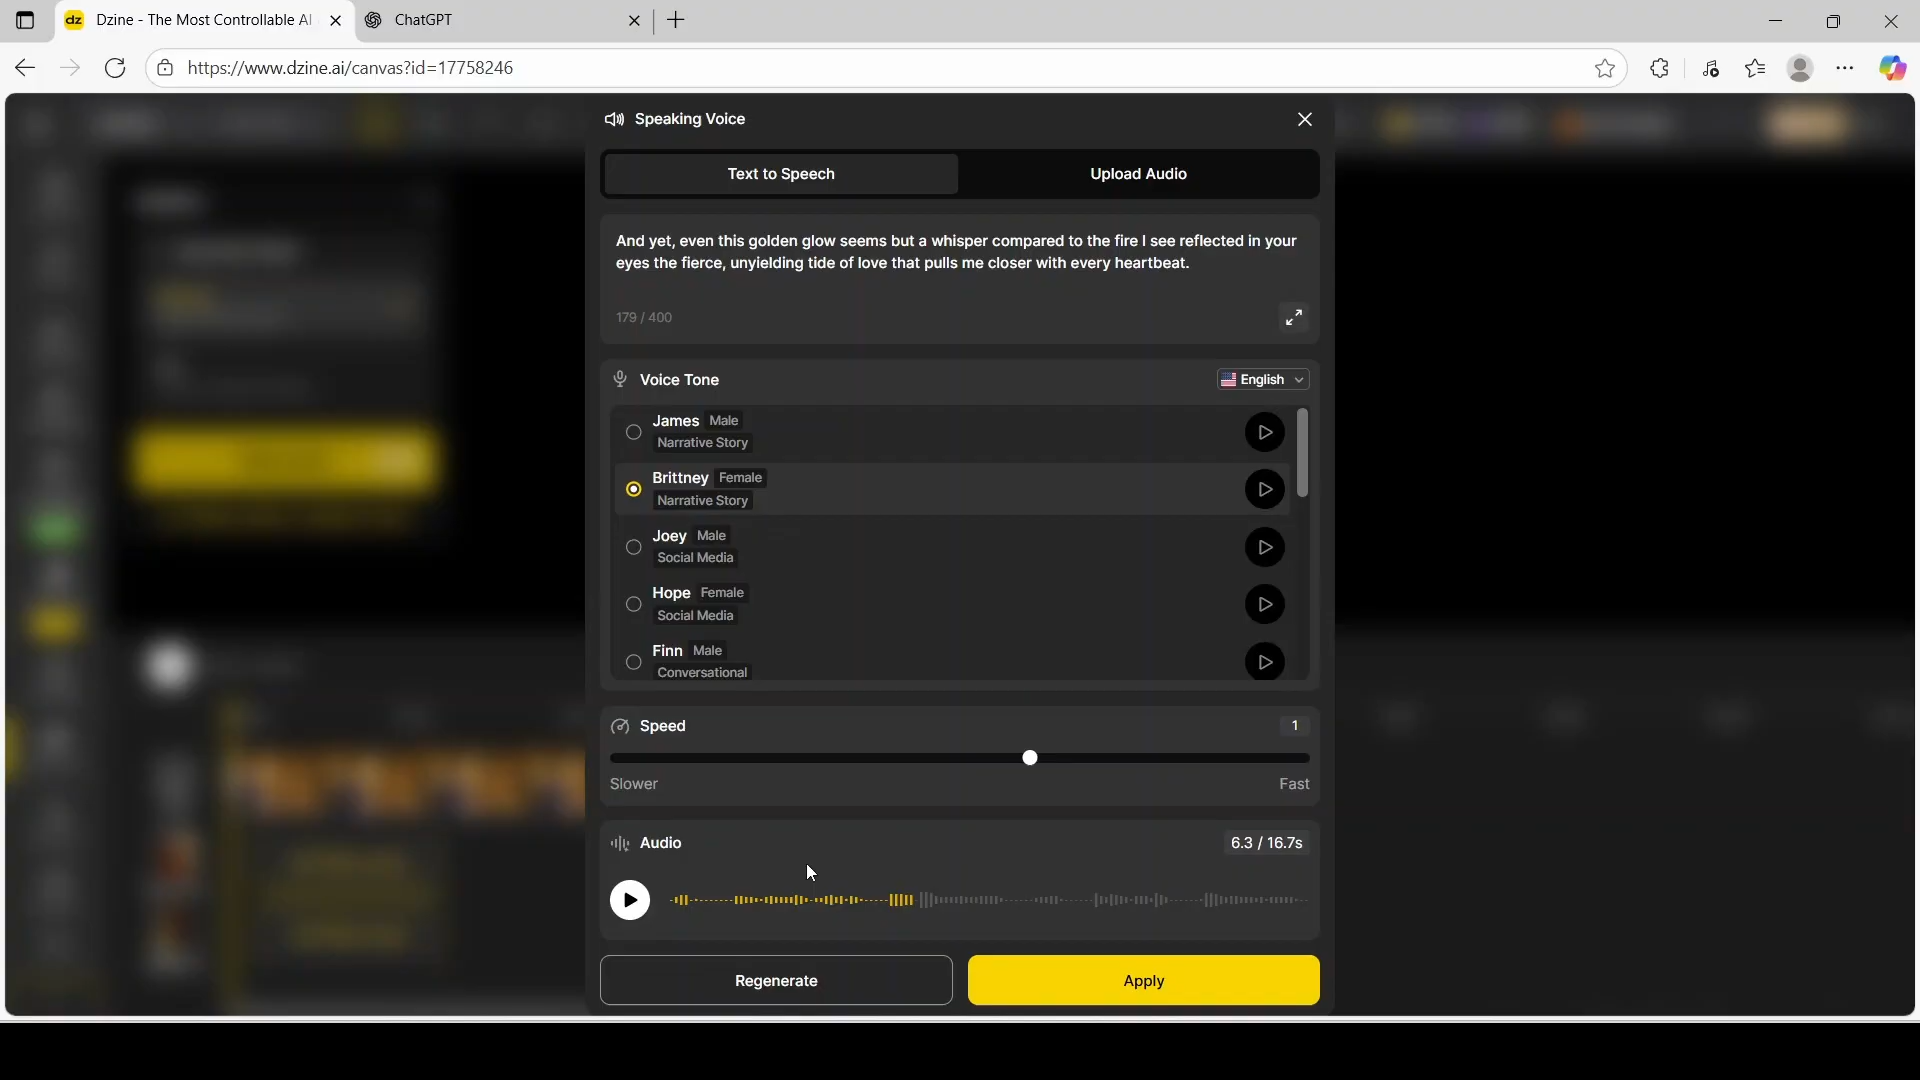 Dzine - The Most Controllable AI
ChatGPT
https://www.dzine.ai/canvas?id=17758246
Speaking Voice
Text to Speech
Upload Audio
And yet, even this golden glow seems but a whisper compared to the fire I see reflected in your
eyes the fierce, unyielding tide of love that pulls me closer with every heartbeat.
179 / 400
Voice Tone
English
James Male
Narrative Story
Brittney Female
Narrative Story
Joey Male
Social Media
Hope Female
Social Media
Finn Male
Conversational
Speed
1
Slower
Fast
Audio
6.3 / 16.7s
Regenerate
Apply